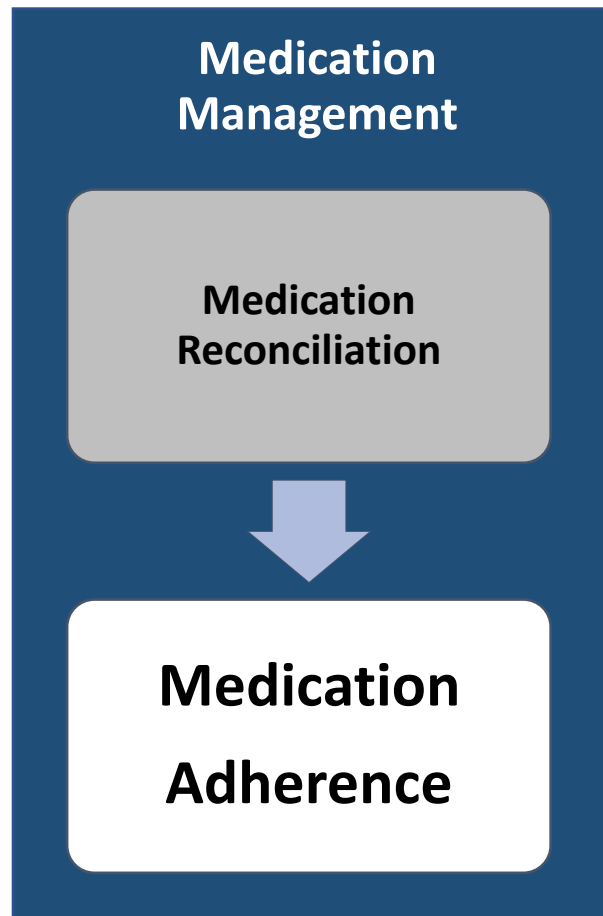 Medication
Management
Medication
Reconciliation
Medication
Adherence